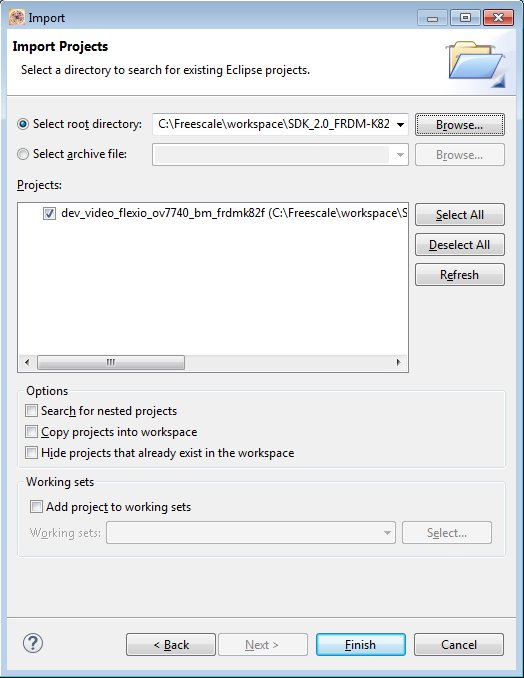 Import
Import Projects
Select a directory to search for existing Eclipse projects.
Select root directory:
C:\Freescale\workspace\SDK_2.0_FRDM-K82
Browse...
Select archive file:
Browse...
Projects:
dev_video_flexio_ov7740_bm_frdmk82f (C:\Freescale\workspace\S
Select All
Deselect All
Refresh
Options
Search for nested projects
Copy projects into workspace
Hide projects that already exist in the workspace
Working sets
Add project to working sets
Working sets:
Select...
?
< Back
Next >
Finish
Cancel